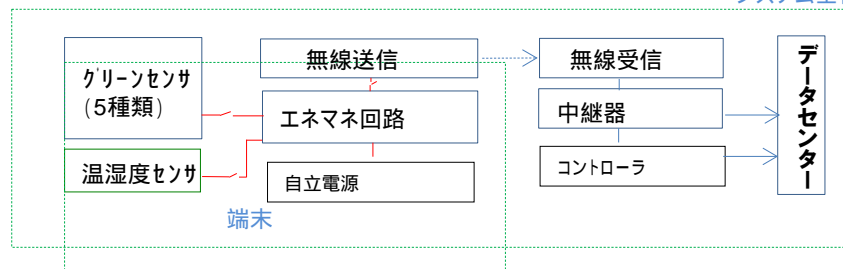 グリーンセンサ
(5種類)
温湿度センサ
無線送信
エネマネ回路
自立電源
端末
無線受信
中継器
コントローラ
データセンター